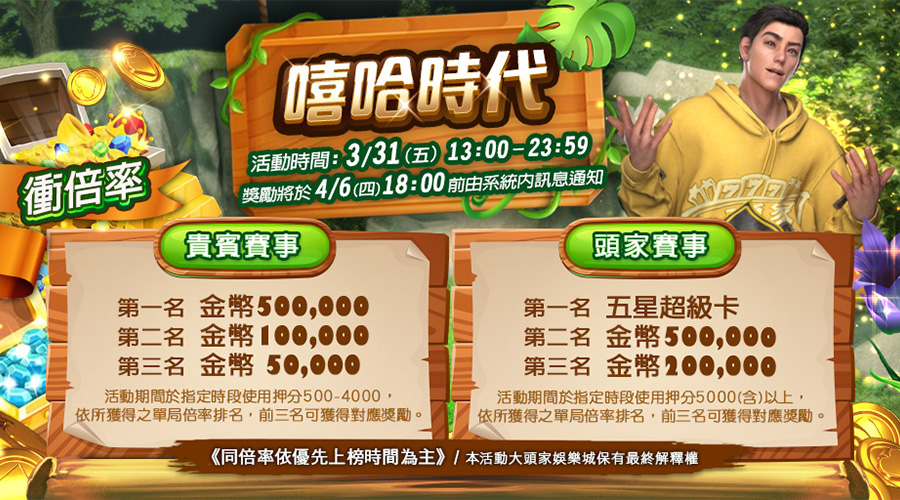 嘻哈時代
活動時間：3/31(五) 13:00-23:59
獎勵將於 4/6(四)18:00 前由系統內訊息通知
衝倍率
貴賓賽事
第一名 金幣500,000
第二名 金幣100,000
第三名 金幣 50,000
活動期間於指定時段使用押分500-4000，
依所獲得之單局倍率排名，前三名可獲得對應獎勵。
頭家賽事
第一名 五星超級卡
第二名 金幣500,000
第三名 金幣200,000
活動期間於指定時段使用押分5000(含)以上，
依所獲得之單局倍率排名，前三名可獲得對應獎勵。
《同倍率依優先上榜時間為主》/ 本活動大頭家娛樂城保有最終解釋權
777